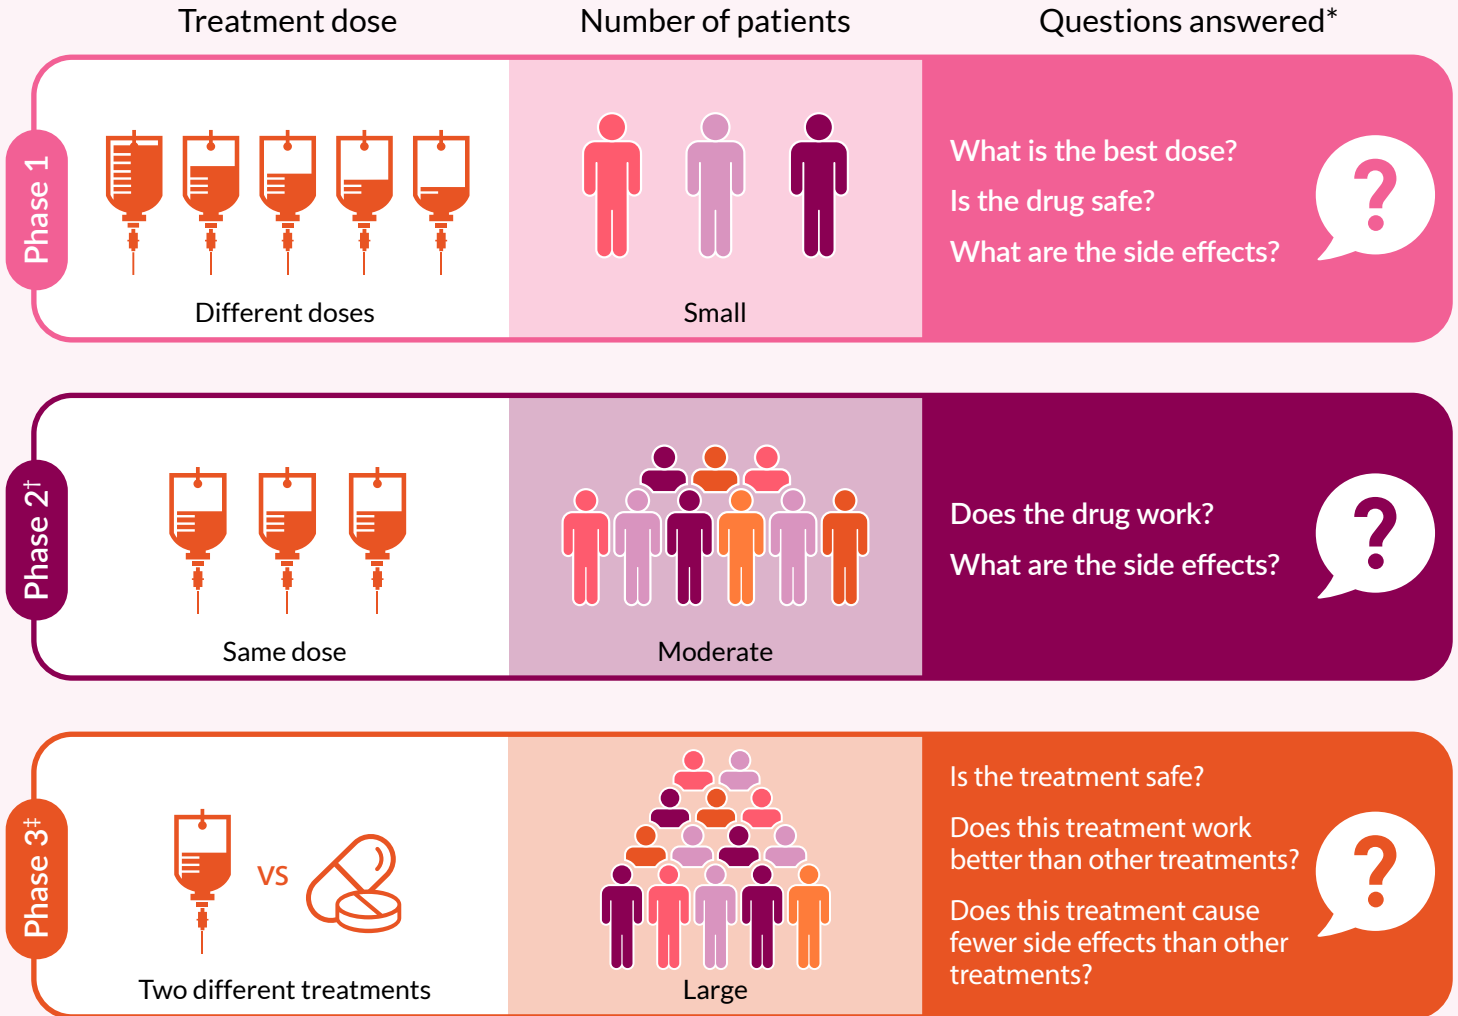 Treatment dose
Number of patients
Questions answered*
Phase 1
Different doses
Small
What is the best dose?
Is the drug safe?
What are the side effects?
?
Phase 2†
Same dose
Moderate
Does the drug work?
What are the side effects?
?
Phase 3‡
vs
Two different treatments
Large
Is the treatment safe?
Does this treatment work
better than other treatments?
Does this treatment cause
fewer side effects than other
treatments?
?